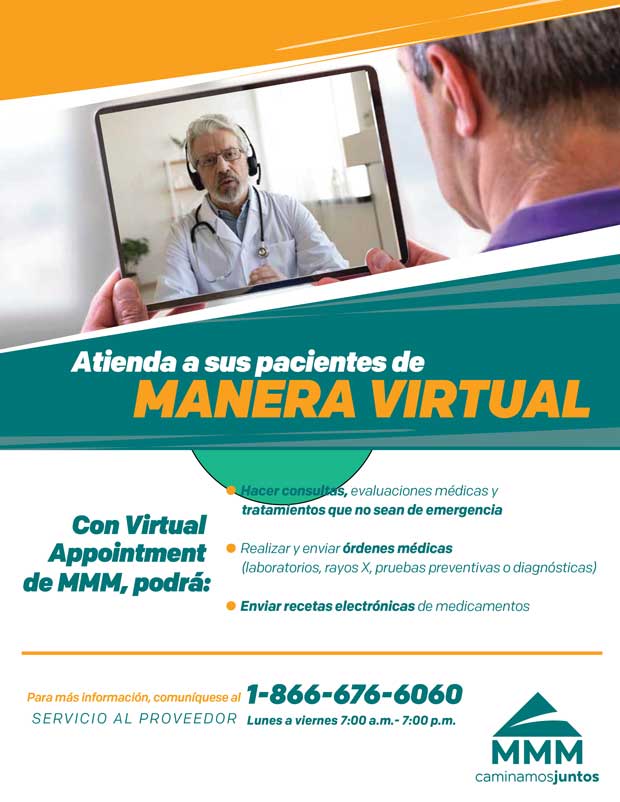 Atienda a sus pacientes de
MANERA VIRTUAL
Con Virtual
Appointment
de MMM, podrá:
Hacer consultas, evaluaciones médicas y
tratamientos que no sean de emergencia
Realizar y enviar órdenes médicas
(laboratorios, rayos X, pruebas preventivas o diagnósticas)
Enviar recetas electrónicas de medicamentos
Para más información, comuníquese al 1-866-676-6060
SERVICIO AL PROVEEDOR Lunes a viernes 7:00 a.m.- 7:00 p.m.
MMM
caminamosjuntos